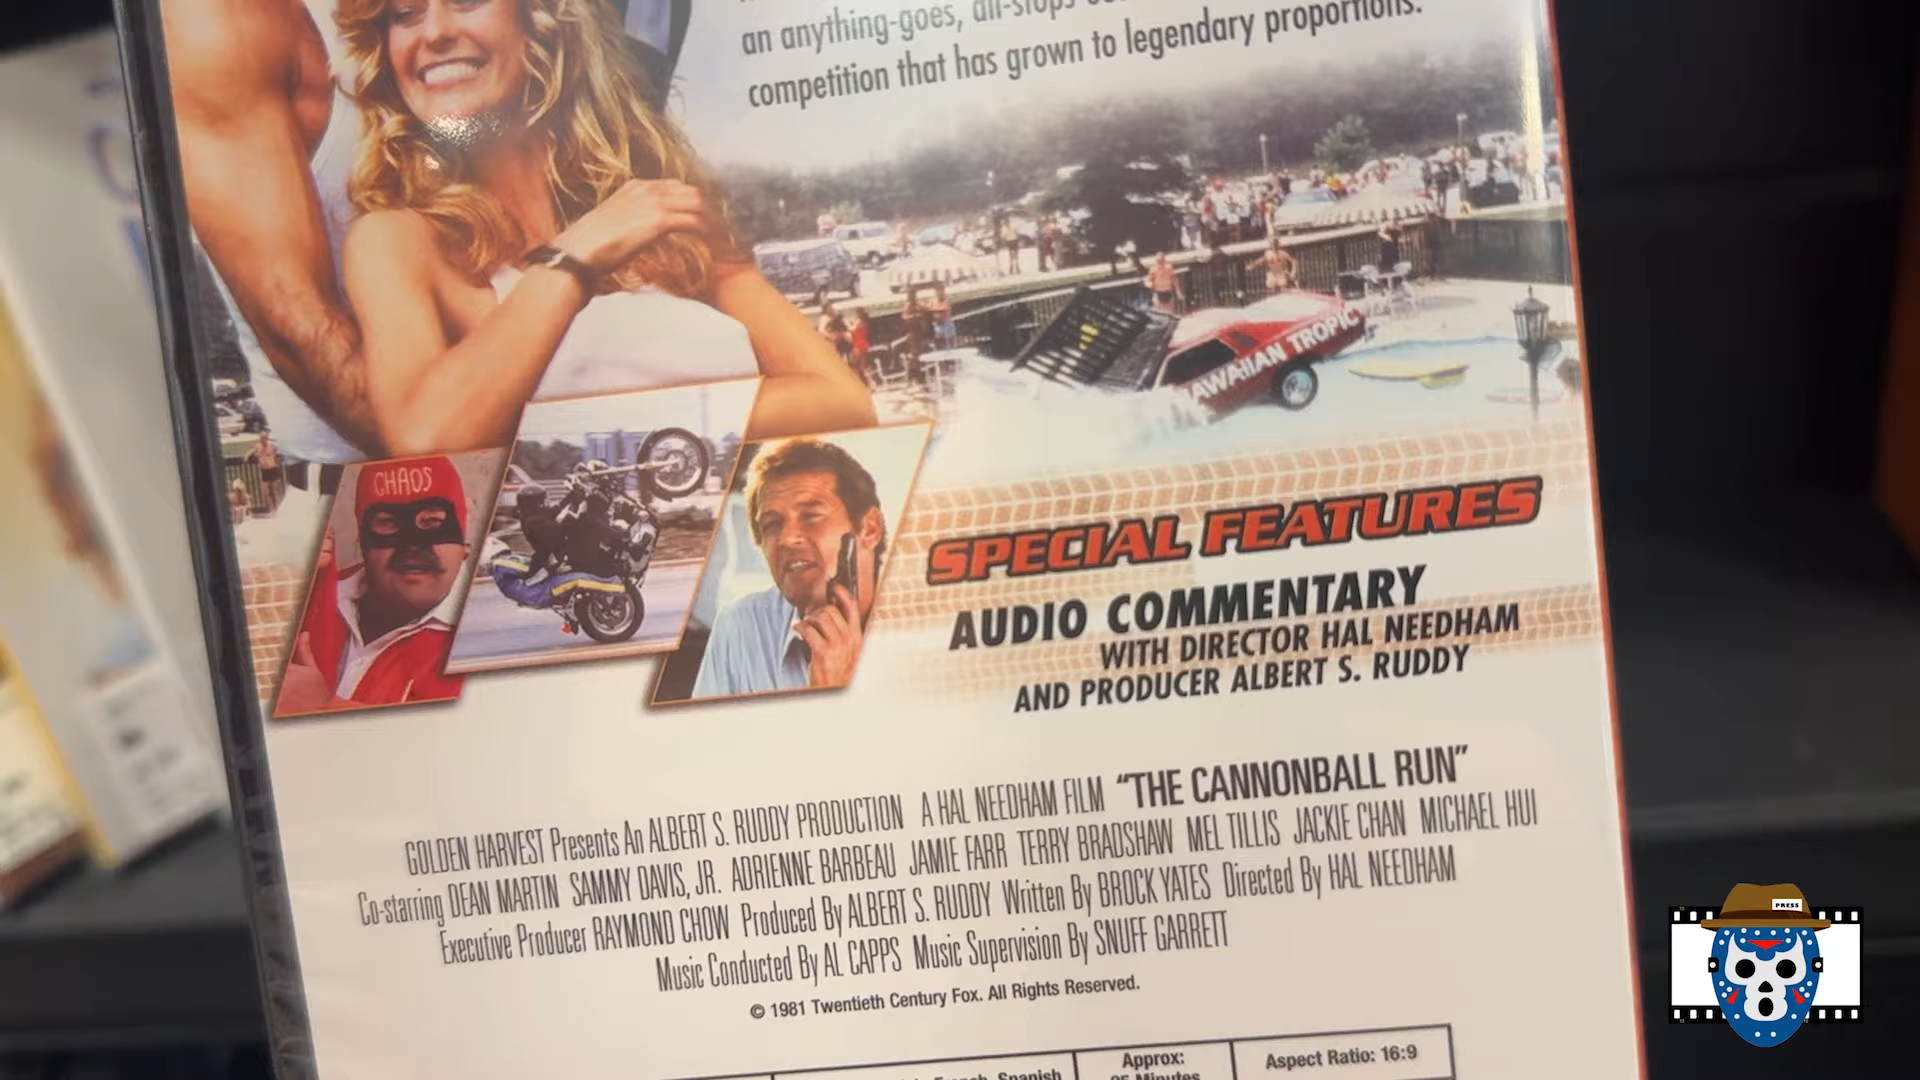 an anything-goes, all-stops
competition that has grown to legendary proportions.
HAWAIIAN TROPIC
CHAOS
SPECIAL FEATURES
AUDIO COMMENTARY
WITH DIRECTOR HAL NEEDHAM
AND PRODUCER ALBERT S. RUDDY
GOLDEN HARVEST Presents An ALBERT S. RUDDY PRODUCTION A HAL NEEDHAM FILM "THE CANNONBALL RUN"
Co-starring DEAN MARTIN SAMMY DAVIS, JR. ADRIENNE BARBEAU JAMIE FARR TERRY BRADSHAW MEL TILLIS JACKIE CHAN MICHAEL HUI
Executive Producer RAYMOND CHOW Produced By ALBERT S. RUDDY Written By BROCK YATES Directed By HAL NEEDHAM
Music Conducted By AL CAPPS Music Supervision By SNUFF GARRETT
© 1981 Twentieth Century Fox. All Rights Reserved.
Spanish
Approx:
Minutes
Aspect Ratio: 16:9
PRESS